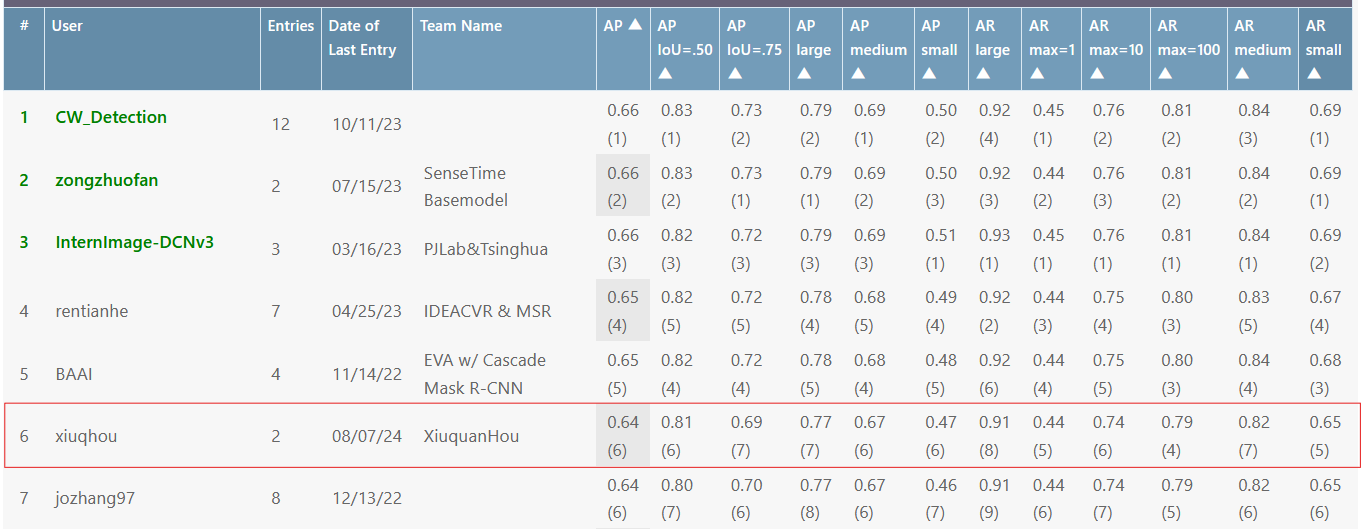 # User Entries Date of Last Entry Team Name AP ▲ AP IoU=.50 ▲ AP IoU=.75 ▲ AP large ▲ AP medium ▲ AP small ▲ AR large ▲ AR max=1 ▲ AR max=10 ▲ AR max=100 ▲ AR medium ▲ AR small ▲
1 CW_Detection 12 10/11/23 0.66 (1) 0.83 (1) 0.73 (2) 0.79 (2) 0.69 (1) 0.50 (2) 0.92 (4) 0.45 (1) 0.76 (2) 0.81 (2) 0.84 (3) 0.69 (1)
2 zongzhuofan 2 07/15/23 SenseTime Basemodel 0.66 (2) 0.83 (2) 0.73 (1) 0.79 (1) 0.69 (2) 0.50 (3) 0.92 (3) 0.44 (2) 0.76 (3) 0.81 (2) 0.84 (2) 0.69 (1)
3 InternImage-DCNv3 3 03/16/23 PJLab&Tsinghua 0.66 (3) 0.82 (3) 0.72 (3) 0.79 (3) 0.69 (3) 0.51 (1) 0.93 (1) 0.45 (1) 0.76 (1) 0.81 (1) 0.84 (1) 0.69 (2)
4 rentianhe 7 04/25/23 IDEACVR & MSR 0.65 (4) 0.82 (5) 0.72 (5) 0.78 (4) 0.68 (5) 0.49 (4) 0.92 (2) 0.44 (3) 0.75 (4) 0.80 (3) 0.83 (5) 0.67 (4)
5 BAAI 4 11/14/22 EVA w/ Cascade Mask R-CNN 0.65 (5) 0.82 (4) 0.72 (4) 0.78 (5) 0.68 (4) 0.48 (5) 0.92 (6) 0.44 (4) 0.75 (5) 0.80 (3) 0.84 (4) 0.68 (3)
6 xiuqhou 2 08/07/24 XiuquanHou 0.64 (6) 0.81 (6) 0.69 (7) 0.77 (7) 0.67 (6) 0.47 (6) 0.91 (8) 0.44 (5) 0.74 (6) 0.79 (4) 0.82 (7) 0.65 (5)
7 jozhang97 8 12/13/22 0.64 (6) 0.80 (7) 0.70 (6) 0.77 (8) 0.67 (7) 0.46 (7) 0.91 (9) 0.44 (6) 0.74 (7) 0.79 (5) 0.82 (6) 0.65 (6)